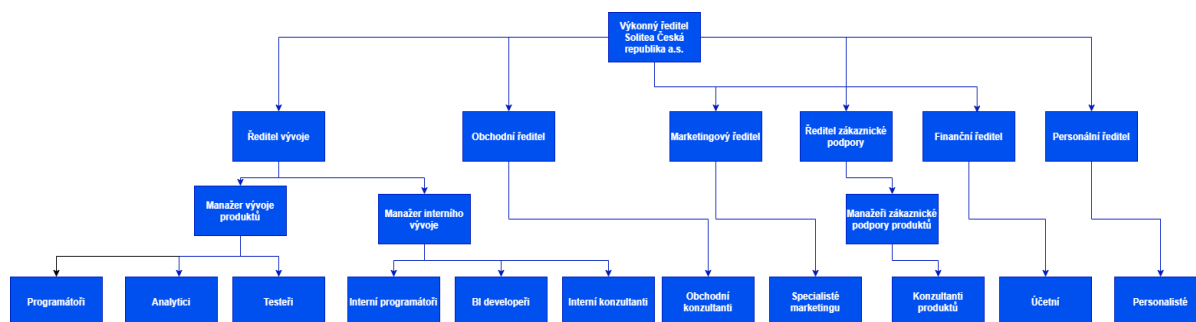 Výkonný ředitel
Solitea Česká
republika a.s.
Ředitel vývoje
Obchodní ředitel
Marketingový ředitel
Ředitel zákaznické
podpory
Finanční ředitel
Personální ředitel
Manažer vývoje
produktů
Manažer interního
vývoje
Manažeři zákaznické
podpory produktů
Programátoři
Analytici
Testeři
Interní programátoři
BI developeři
Interní konzultanti
Obchodní
konzultanti
Specialisté
marketingu
Konzultanti
produktů
Účetní
Personalisté